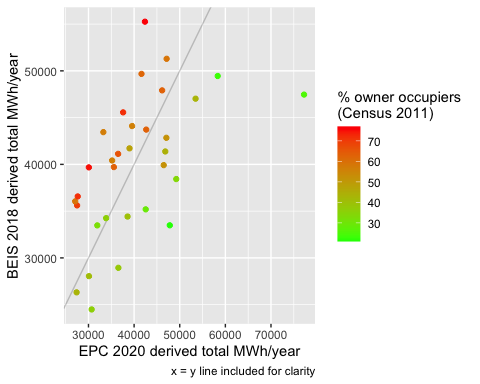 BEIS 2018 derived total MWh/year
50000
40000
30000
30000 40000 50000 60000 70000
EPC 2020 derived total MWh/year
x = y line included for clarity
% owner occupiers
(Census 2011)
70
60
50
40
30